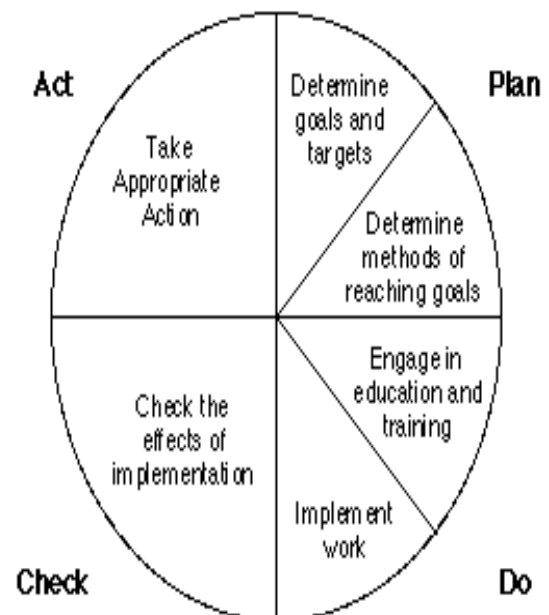 Act
Plan
Determine
goals and
targets
Take
Appropriate
Action
Determine
methods of
reaching goals
Engage in
education and
training
Check the
effects of
implementation
Implement
work
Check
Do